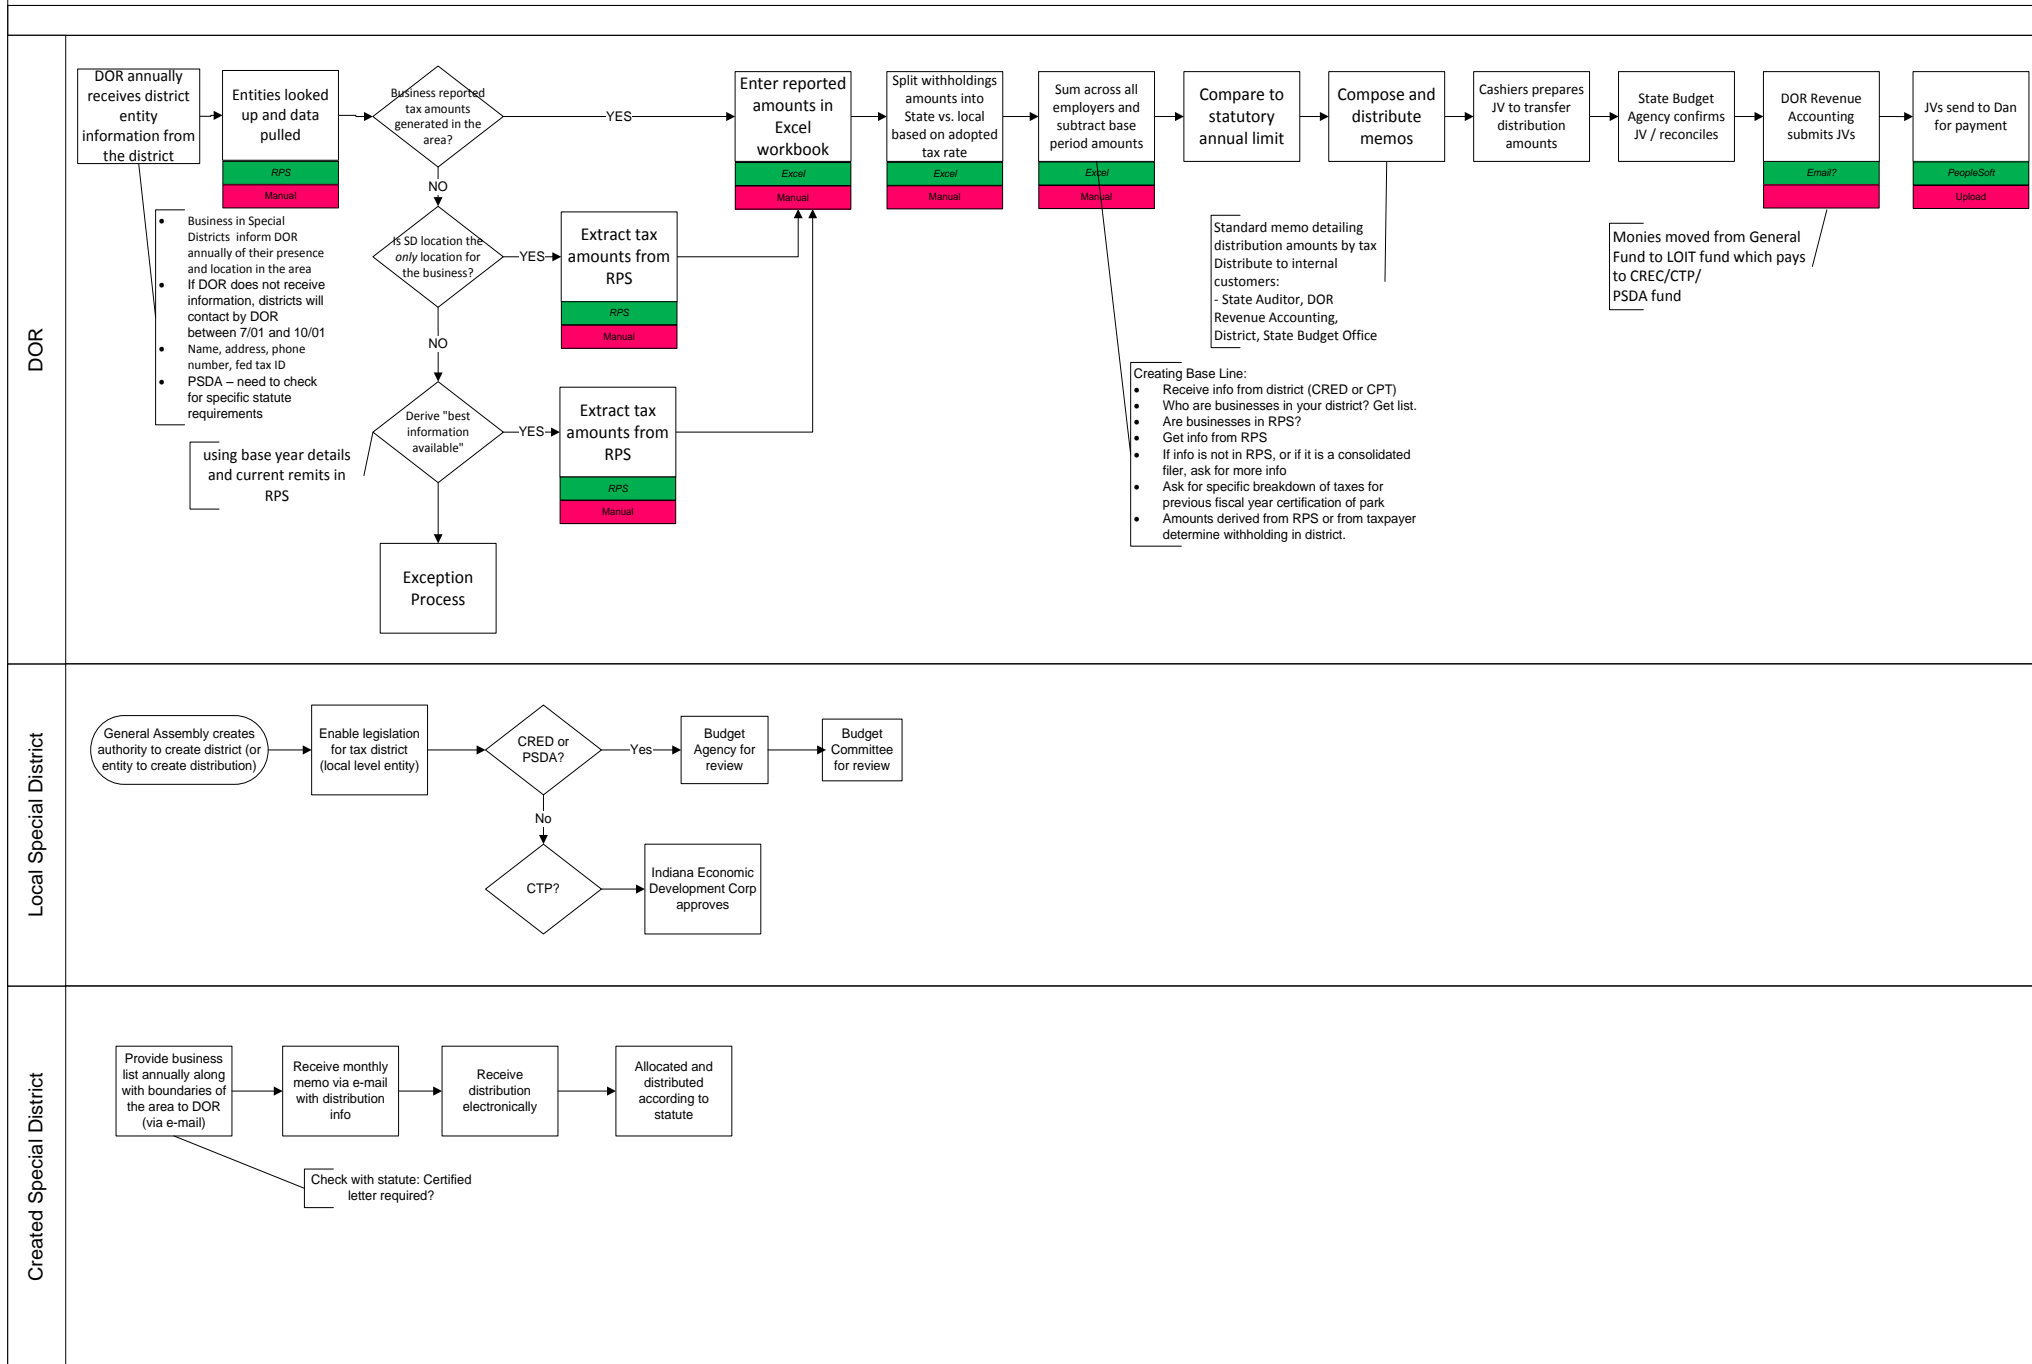 DOR
DOR annually
receives district
entity
information from
the district
Entities looked
up and data
pulled
RPS
Manual
Business reported
tax amounts
generated in the
area?
YES
NO
Enter reported
amounts in
Excel
workbook
Excel
Manual
Split withholdings
amounts into
State vs. local
based on adopted
tax rate
Excel
Manual
Sum across all
employers and
subtract base
period amounts
Excel
Manual
Compare to
statutory
annual limit
Compose and
distribute
memos
Cashiers prepares
JV to transfer
distribution
amounts
State Budget
Agency confirms
JV / reconciles
DOR Revenue
Accounting
submits JVs
Email?
JVs send to Dan
for payment
PeopleSoft
Upload
• Business in Special
Districts inform DOR
annually of their presence
and location in the area
• If DOR does not receive
information, districts will
contact by DOR
between 7/01 and 10/01
• Name, address, phone
number, fed tax ID
• PSDA – need to check
for specific statute
requirements
Is SD location the
only location for
the business?
YES
NO
Extract tax
amounts from
RPS
RPS
Manual
Derive "best
information
available"
YES
Extract tax
amounts from
RPS
RPS
Manual
using base year details
and current remits in
RPS
Exception
Process
Standard memo detailing
distribution amounts by tax
Distribute to internal
customers:
- State Auditor, DOR
Revenue Accounting,
District, State Budget Office
Monies moved from General
Fund to LOIT fund which pays
to CREC/CTP/
PSDA fund
Creating Base Line:
• Receive info from district (CRED or CPT)
• Who are businesses in your district? Get list.
• Are businesses in RPS?
• Get info from RPS
• If info is not in RPS, or if it is a consolidated
filer, ask for more info
• Ask for specific breakdown of taxes for
previous fiscal year certification of park
• Amounts derived from RPS or from taxpayer
determine withholding in district.
Local Special District
General Assembly creates
authority to create district (or
entity to create distribution)
Enable legislation
for tax district
(local level entity)
CRED or
PSDA?
Yes
No
Budget
Agency for
review
Budget
Committee
for review
CTP?
Indiana Economic
Development Corp
approves
Created Special District
Provide business
list annually along
with boundaries of
the area to DOR
(via e-mail)
Receive monthly
memo via e-mail
with distribution
info
Receive
distribution
electronically
Allocated and
distributed
according to
statute
Check with statute: Certified
letter required?